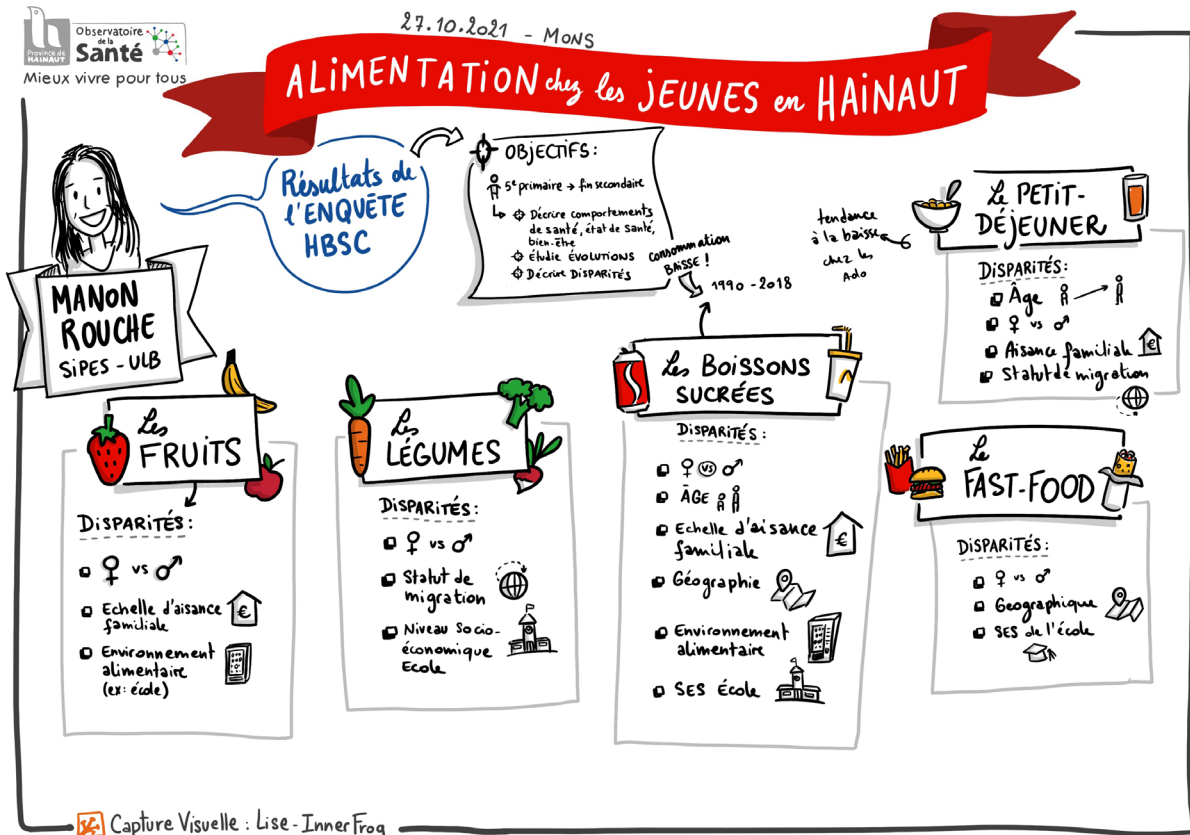 Province de
HAINAUT
Observatoire
de la
Santé
Mieux vivre pour tous
27.10.2021 - MONS
ALiMENTATiON chez les JEUNES en HAiNAUT
Résultats de
l'ENQUÊTE
HBSC
OBJECTiFS :
5e primaire → fin secondaire
Décrire comportements
de santé, état de santé,
bien-être
Étudie ÉVOLUTIONS
Décrire DISPARITÉS
MANON
ROUCHE
SiPES - ULB
Les
FRUiTS
DiSPARiTÉS :
♀ vs ♂
Echelle d'aisance
familiale
€
Environnement
alimentaire
(ex: école)
Les
LÉGUMES
DiSPARiTÉS :
♀ vs ♂
Statut de
migration
Niveau Socio-
économique
Ecole
consommation
BAISSE !
1990 - 2018
Les BOiSSONS
SUCRÉES
DiSPARiTÉS :
♀ vs ♂
ÂGE
Echelle d'aisance
familiale
€
Géographie
Environnement
alimentaire
SES École
tendance
à la baisse
chez les
Ado
Le PETiT-
DÉJEUNER
DiSPARiTÉS :
Âge
♀ vs ♂
Aisance familiale
€
Statut de migration
Le
FAST-FOOD
DiSPARiTÉS :
♀ vs ♂
Geographique
SES de l'école
Capture Visuelle : Lise - InnerFrog